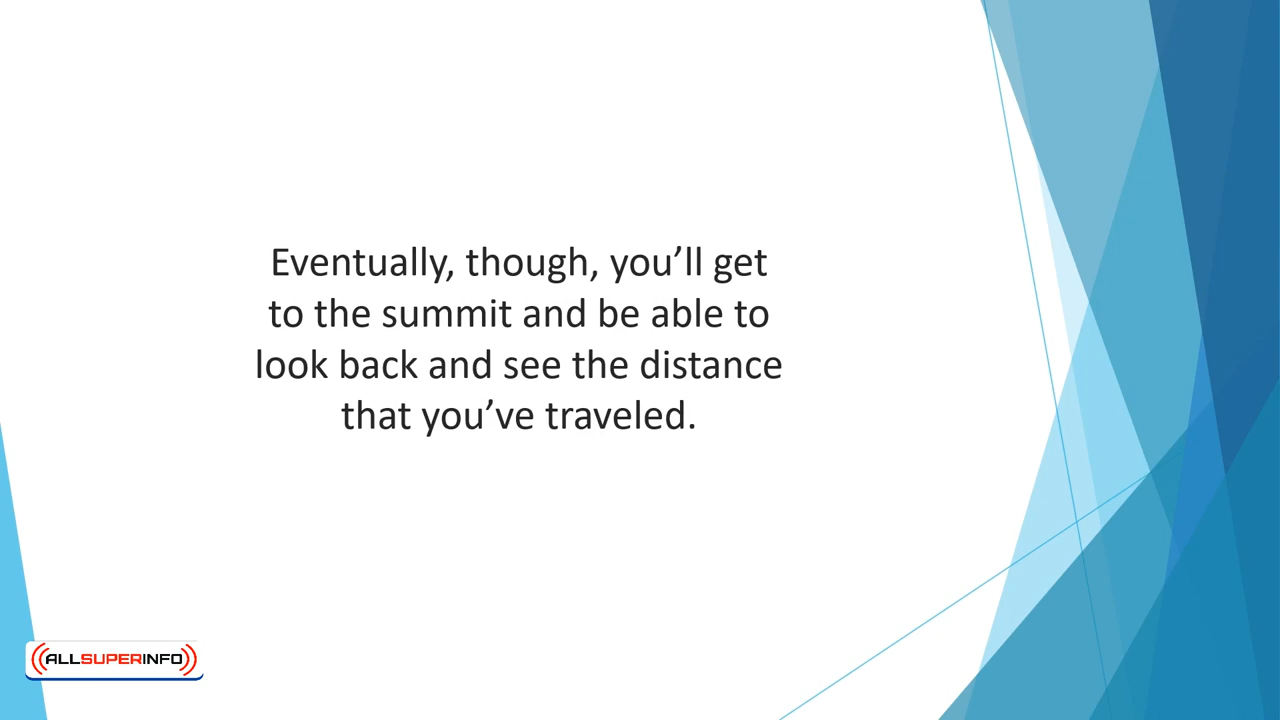 Eventually, though, you’ll get
to the summit and be able to
look back and see the distance
that you’ve traveled.
ALLSUPERINFO